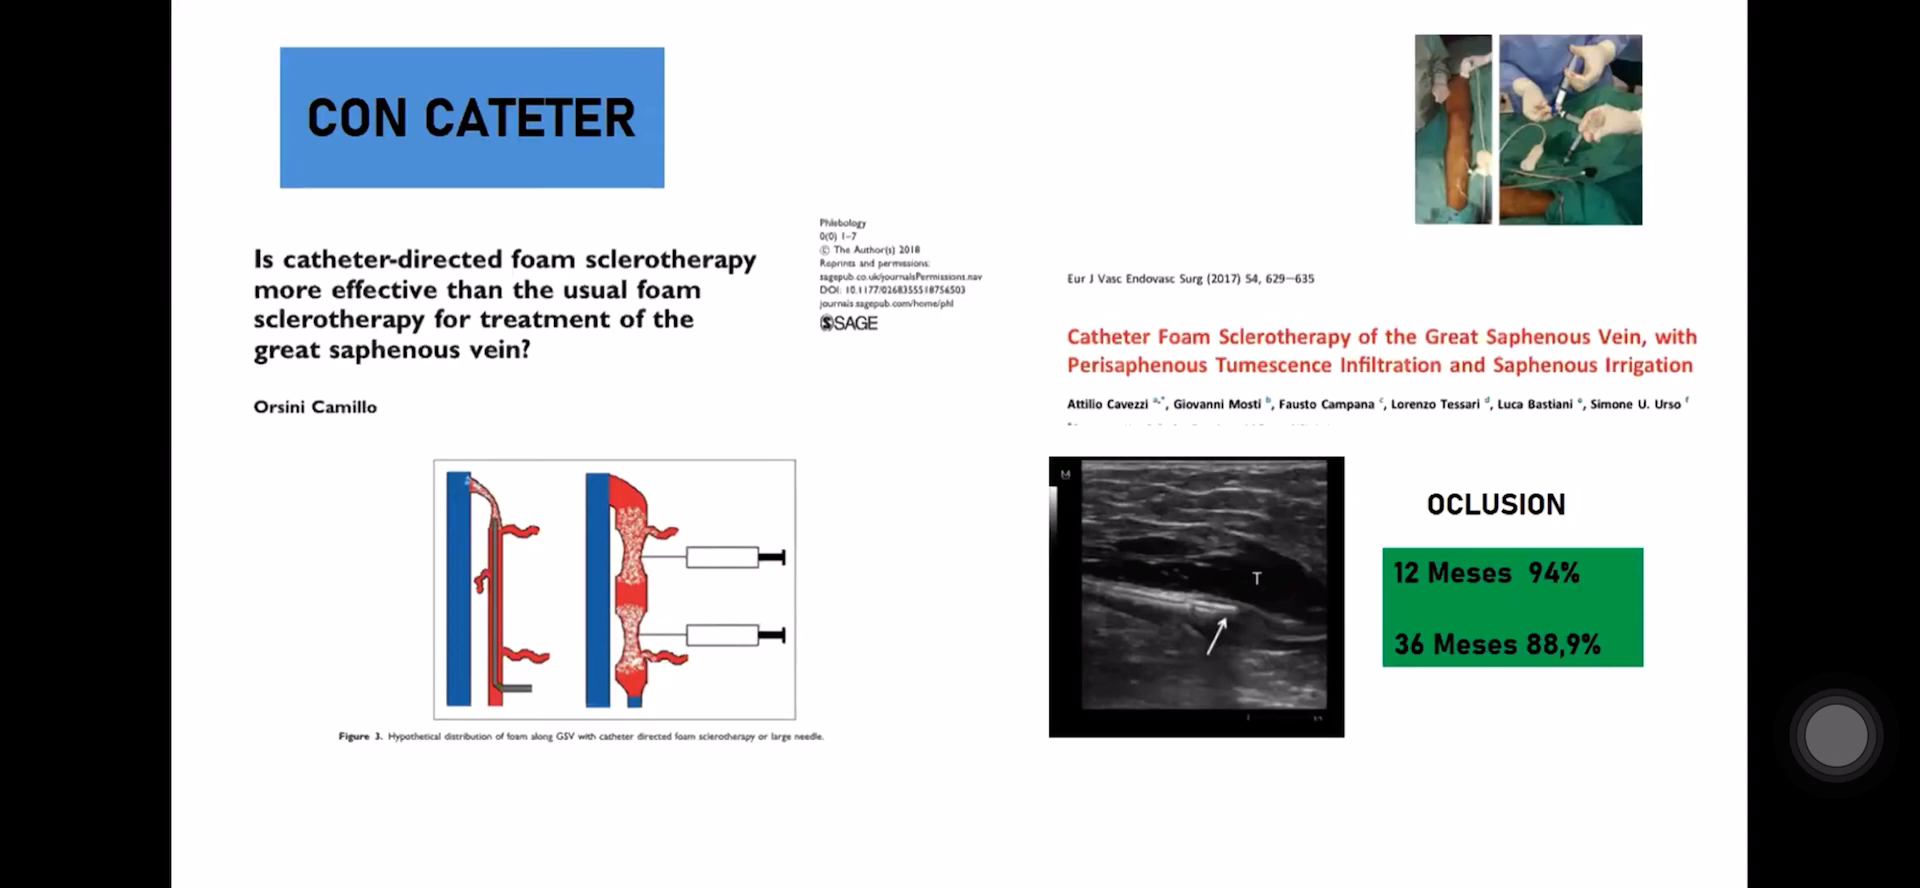 CON CATETER
Is catheter-directed foam sclerotherapy
more effective than the usual foam
sclerotherapy for treatment of the
great saphenous vein?
Orsini Camillo
Phlebology
0(0) 1–7
© The Author(s) 2018
Reprints and permissions:
sagepub.co.uk/journalsPermissions.nav
DOI: 10.1177/0268355518756503
journals.sagepub.com/home/phl
SSAGE
Figure 3. Hypothetical distribution of foam along GSV with catheter directed foam sclerotherapy or large needle.
Eur J Vasc Endovasc Surg (2017) 54, 629–635
Catheter Foam Sclerotherapy of the Great Saphenous Vein, with
Perisaphenous Tumescence Infiltration and Saphenous Irrigation
Attilio Cavezzi a,*, Giovanni Mosti b, Fausto Campana c, Lorenzo Tessari d, Luca Bastiani e, Simone U. Urso f
M
T
OCLUSION
12 Meses 94%
36 Meses 88,9%